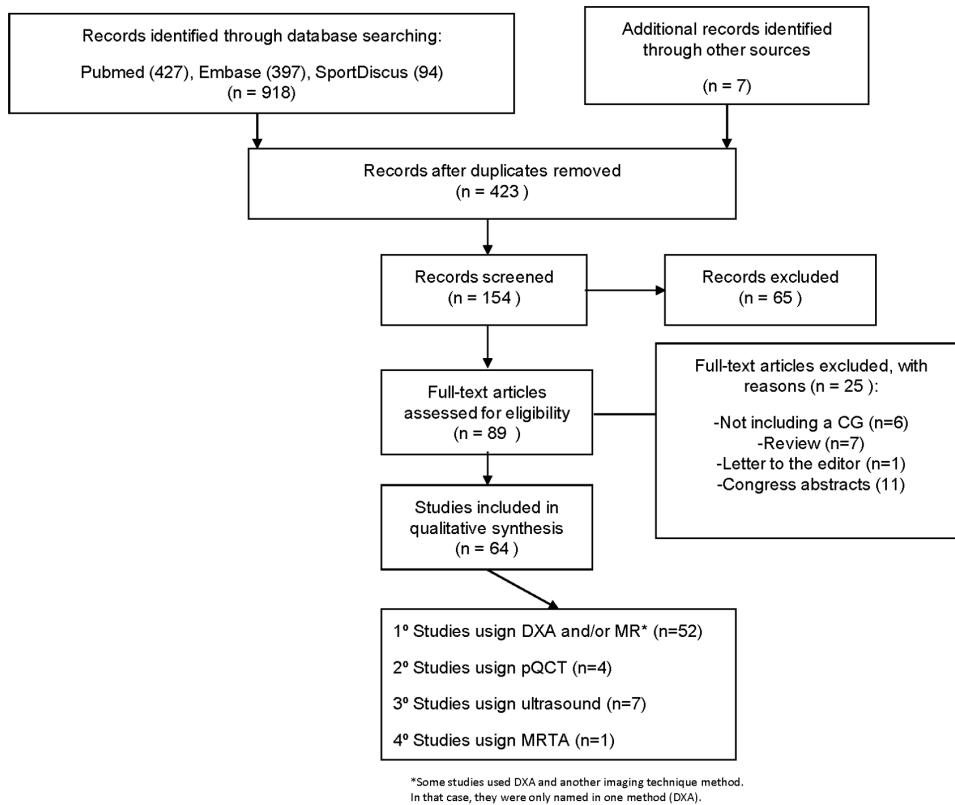 Records identified through database searching:
Pubmed (427), Embase (397), SportDiscus (94)
(n = 918)
Additional records identified
through other sources
(n = 7)
Records after duplicates removed
(n = 423 )
Records screened
(n = 154 )
Records excluded
(n = 65 )
Full-text articles
assessed for eligibility
(n = 89 )
Full-text articles excluded, with
reasons (n = 25 ):
-Not including a CG (n=6)
-Review (n=7)
-Letter to the editor (n=1)
-Congress abstracts (11)
Studies included in
qualitative synthesis
(n = 64 )
1º Studies usign DXA and/or MR* (n=52)
2º Studies usign pQCT (n=4)
3º Studies usign ultrasound (n=7)
4º Studies usign MRTA (n=1)
*Some studies used DXA and another imaging technique method.
In that case, they were only named in one method (DXA).